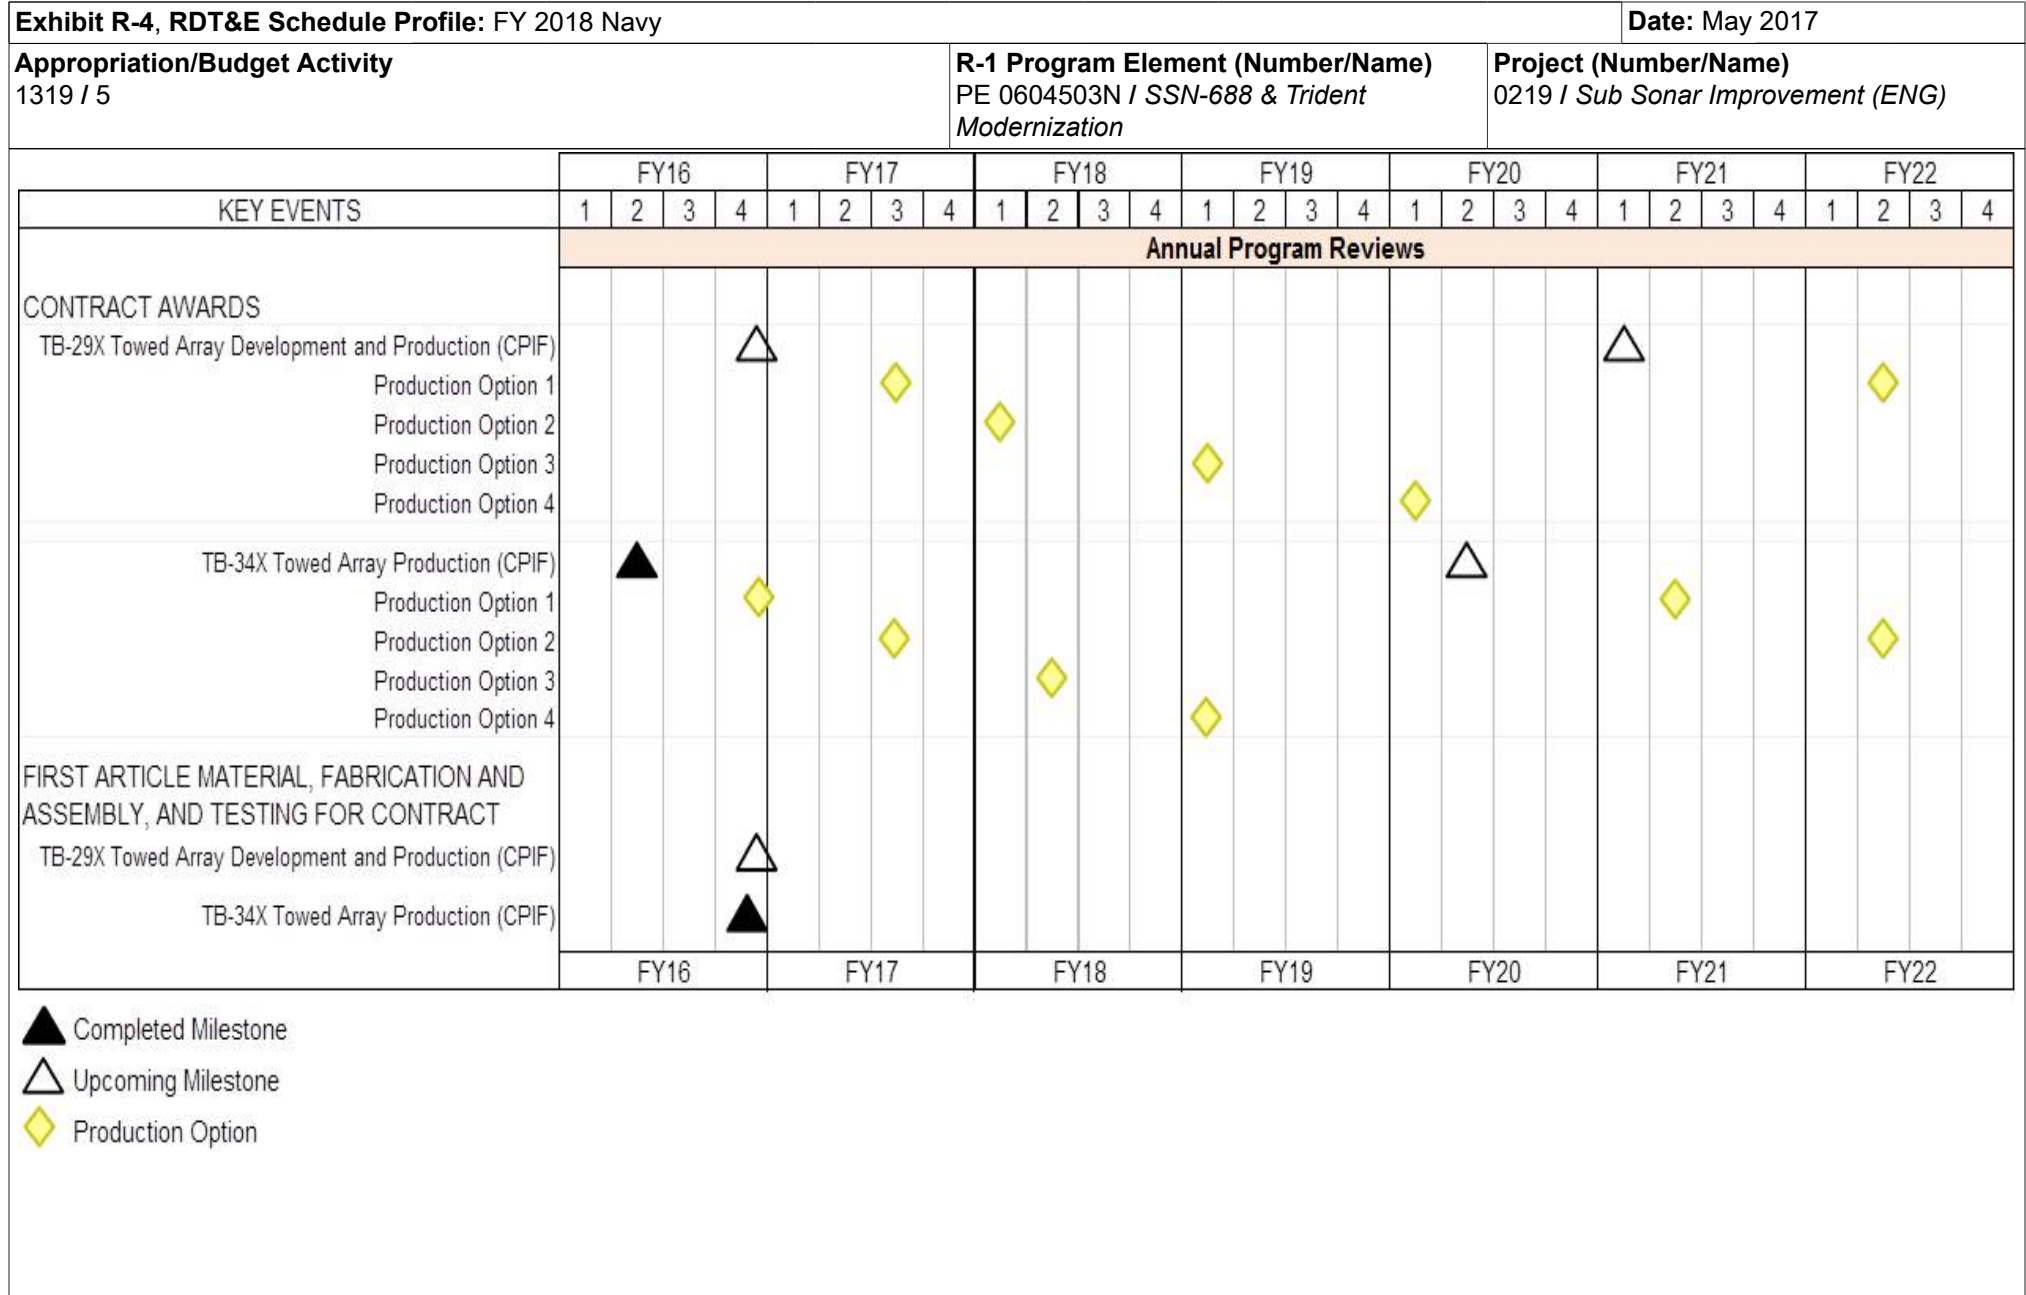 Exhibit R-4, RDT&E Schedule Profile: FY 2018 Navy
Date: May 2017
Appropriation/Budget Activity
1319 / 5
R-1 Program Element (Number/Name)
PE 0604503N / SSN-688 & Trident
Modernization
Project (Number/Name)
0219 / Sub Sonar Improvement (ENG)
FY16 FY17 FY18 FY19 FY20 FY21 FY22
KEY EVENTS 1 2 3 4 1 2 3 4 1 2 3 4 1 2 3 4 1 2 3 4 1 2 3 4 1 2 3 4
Annual Program Reviews
CONTRACT AWARDS
TB-29X Towed Array Development and Production (CPIF)
Production Option 1
Production Option 2
Production Option 3
Production Option 4
TB-34X Towed Array Production (CPIF)
Production Option 1
Production Option 2
Production Option 3
Production Option 4
FIRST ARTICLE MATERIAL, FABRICATION AND
ASSEMBLY, AND TESTING FOR CONTRACT
TB-29X Towed Array Development and Production (CPIF)
TB-34X Towed Array Production (CPIF)
FY16 FY17 FY18 FY19 FY20 FY21 FY22
Completed Milestone
Upcoming Milestone
Production Option